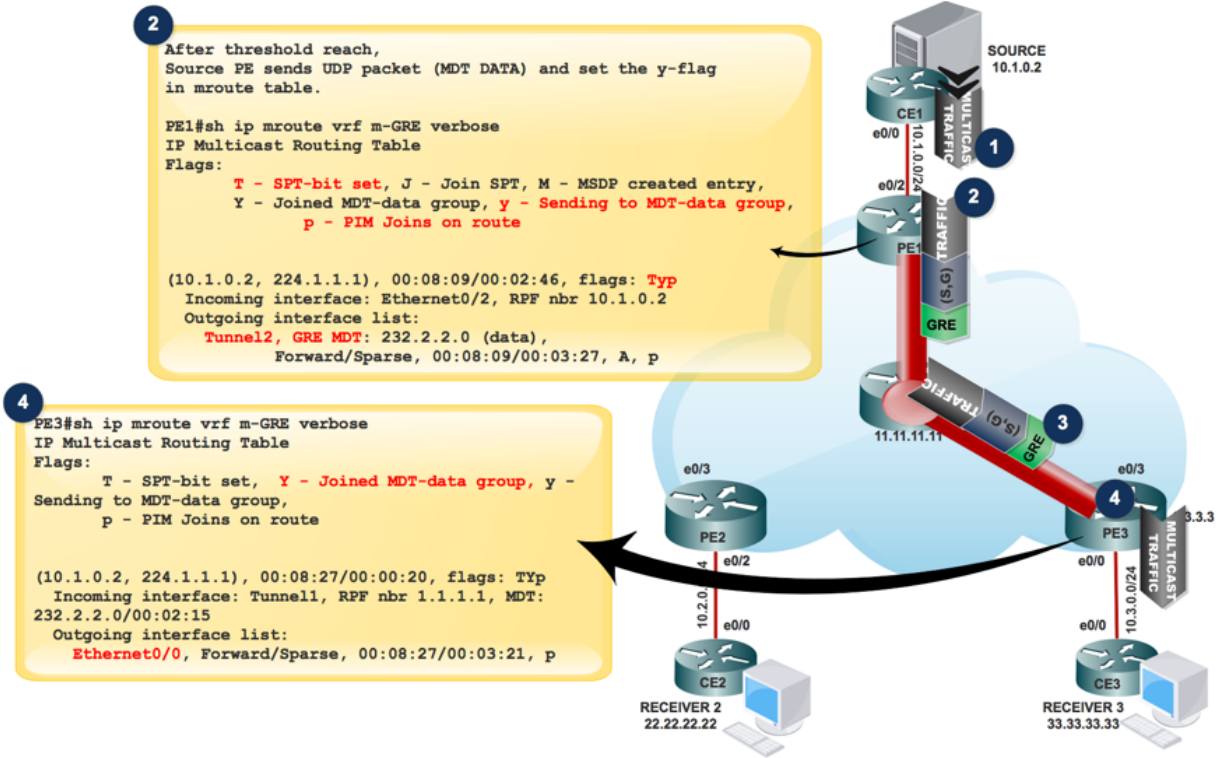 2
After threshold reach,
Source PE sends UDP packet (MDT DATA) and set the y-flag
in mroute table.
PE1#sh ip mroute vrf m-GRE verbose
IP Multicast Routing Table
Flags:
T - SPT-bit set, J - Join SPT, M - MSDP created entry,
Y - Joined MDT-data group, y - Sending to MDT-data group,
p - PIM Joins on route
(10.1.0.2, 224.1.1.1), 00:08:09/00:02:46, flags: Typ
Incoming interface: Ethernet0/2, RPF nbr 10.1.0.2
Outgoing interface list:
Tunnel2, GRE MDT: 232.2.2.0 (data),
Forward/Sparse, 00:08:09/00:03:27, A, p
4
PE3#sh ip mroute vrf m-GRE verbose
IP Multicast Routing Table
Flags:
T - SPT-bit set, Y - Joined MDT-data group, y -
Sending to MDT-data group,
p - PIM Joins on route
(10.1.0.2, 224.1.1.1), 00:08:27/00:00:20, flags: TYp
Incoming interface: Tunnel1, RPF nbr 1.1.1.1, MDT:
232.2.2.0/00:02:15
Outgoing interface list:
Ethernet0/0, Forward/Sparse, 00:08:27/00:03:21, p
SOURCE
10.1.0.2
CE1
e0/0
10.1.0.0/24
MULTICAST
TRAFFIC
1
e0/2
PE1
2
TRAFFIC
(S,G)
GRE
11.11.11.11
TRAFFIC
(S,G)
GRE
3
e0/3
PE2
e0/2
10.2.0.
4
e0/0
CE2
RECEIVER 2
22.22.22.22
e0/3
4
PE3
3.3.3
e0/0
MULTICAST
TRAFFIC
10.3.0.0/24
e0/0
CE3
RECEIVER 3
33.33.33.33